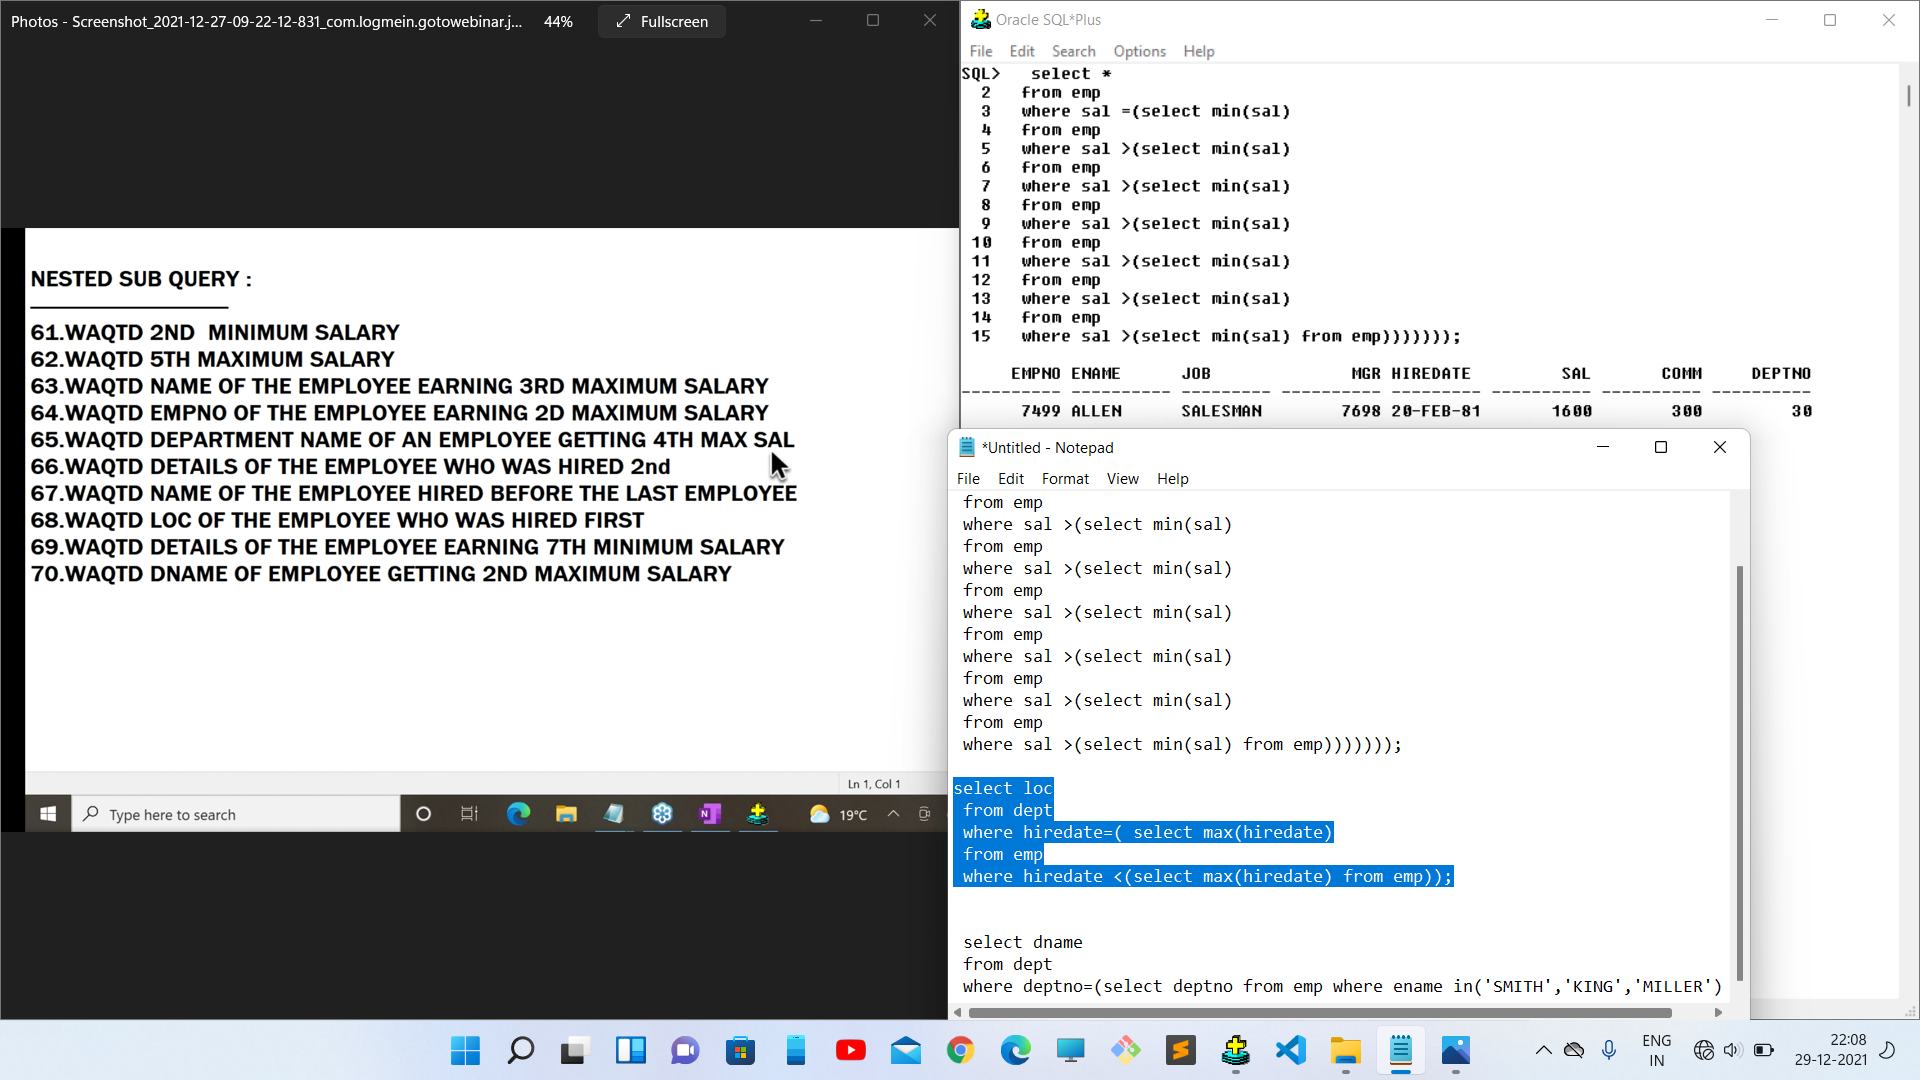 Photos - Screenshot_2021-12-27-09-22-12-831_com.logmein.gotowebinar.j...
44%
Fullscreen
NESTED SUB QUERY :
61.WAQTD 2ND MINIMUM SALARY
62.WAQTD 5TH MAXIMUM SALARY
63.WAQTD NAME OF THE EMPLOYEE EARNING 3RD MAXIMUM SALARY
64.WAQTD EMPNO OF THE EMPLOYEE EARNING 2D MAXIMUM SALARY
65.WAQTD DEPARTMENT NAME OF AN EMPLOYEE GETTING 4TH MAX SAL
66.WAQTD DETAILS OF THE EMPLOYEE WHO WAS HIRED 2nd
67.WAQTD NAME OF THE EMPLOYEE HIRED BEFORE THE LAST EMPLOYEE
68.WAQTD LOC OF THE EMPLOYEE WHO WAS HIRED FIRST
69.WAQTD DETAILS OF THE EMPLOYEE EARNING 7TH MINIMUM SALARY
70.WAQTD DNAME OF EMPLOYEE GETTING 2ND MAXIMUM SALARY
Ln 1, Col 1
Type here to search
19°C
Oracle SQL*Plus
File Edit Search Options Help
SQL> select *
2 from emp
3 where sal =(select min(sal)
4 from emp
5 where sal >(select min(sal)
6 from emp
7 where sal >(select min(sal)
8 from emp
9 where sal >(select min(sal)
10 from emp
11 where sal >(select min(sal)
12 from emp
13 where sal >(select min(sal)
14 from emp
15 where sal >(select min(sal) from emp)))))));
EMPNO ENAME JOB MGR HIREDATE SAL COMM DEPTNO
---------- ---------- --------- ---------- --------- ---------- ---------- ----------
7499 ALLEN SALESMAN 7698 20-FEB-81 1600 300 30
*Untitled - Notepad
File Edit Format View Help
from emp
where sal >(select min(sal)
from emp
where sal >(select min(sal)
from emp
where sal >(select min(sal)
from emp
where sal >(select min(sal)
from emp
where sal >(select min(sal)
from emp
where sal >(select min(sal) from emp)))))));
select loc
from dept
where hiredate=( select max(hiredate)
from emp
where hiredate <(select max(hiredate) from emp));
select dname
from dept
where deptno=(select deptno from emp where ename in('SMITH','KING','MILLER')
ENG
IN
22:08
29-12-2021